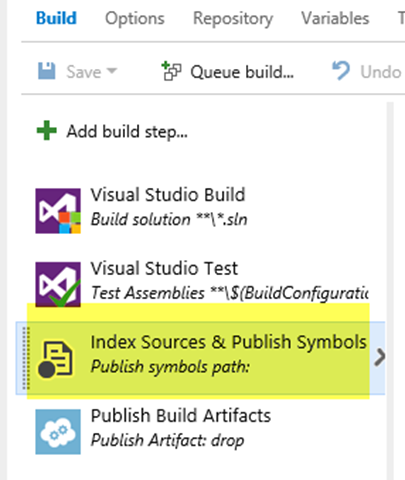 Build Options Repository Variables
Save Queue build... Undo
Add build step...
Visual Studio Build
Build solution **\*.sln
Visual Studio Test
Test Assemblies **\$(BuildConfiguratic
Index Sources & Publish Symbols
Publish symbols path:
Publish Build Artifacts
Publish Artifact: drop